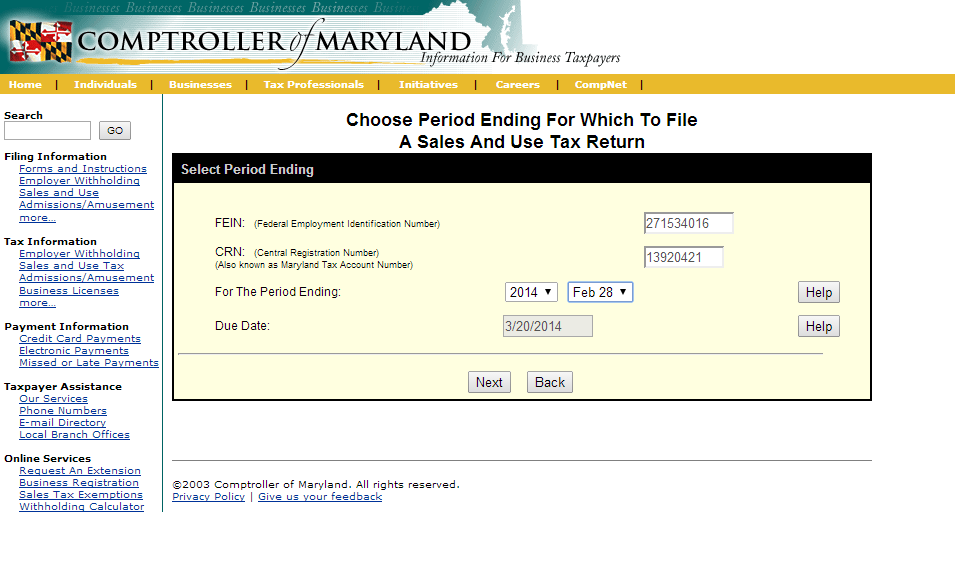 Businesses Businesses Businesses Businesses Businesses
COMPTROLLER of MARYLAND
Information For Business Taxpayers
Home | Individuals | Businesses | Tax Professionals | Initiatives | Careers | CompNet |
Search
GO
Filing Information
Forms and Instructions
Employer Withholding
Sales and Use
Admissions/Amusement
more...
Tax Information
Employer Withholding
Sales and Use Tax
Admissions/Amusement
Business Licenses
more...
Payment Information
Credit Card Payments
Electronic Payments
Missed or Late Payments
Taxpayer Assistance
Our Services
Phone Numbers
E-mail Directory
Local Branch Offices
Online Services
Request An Extension
Business Registration
Sales Tax Exemptions
Withholding Calculator
Choose Period Ending For Which To File
A Sales And Use Tax Return
Select Period Ending
FEIN: (Federal Employment Identification Number) 271534016
CRN: (Central Registration Number) 13920421
(Also known as Maryland Tax Account Number)
For The Period Ending: 2014 Feb 28 Help
Due Date: 3/20/2014 Help
Next Back
©2003 Comptroller of Maryland. All rights reserved.
Privacy Policy | Give us your feedback